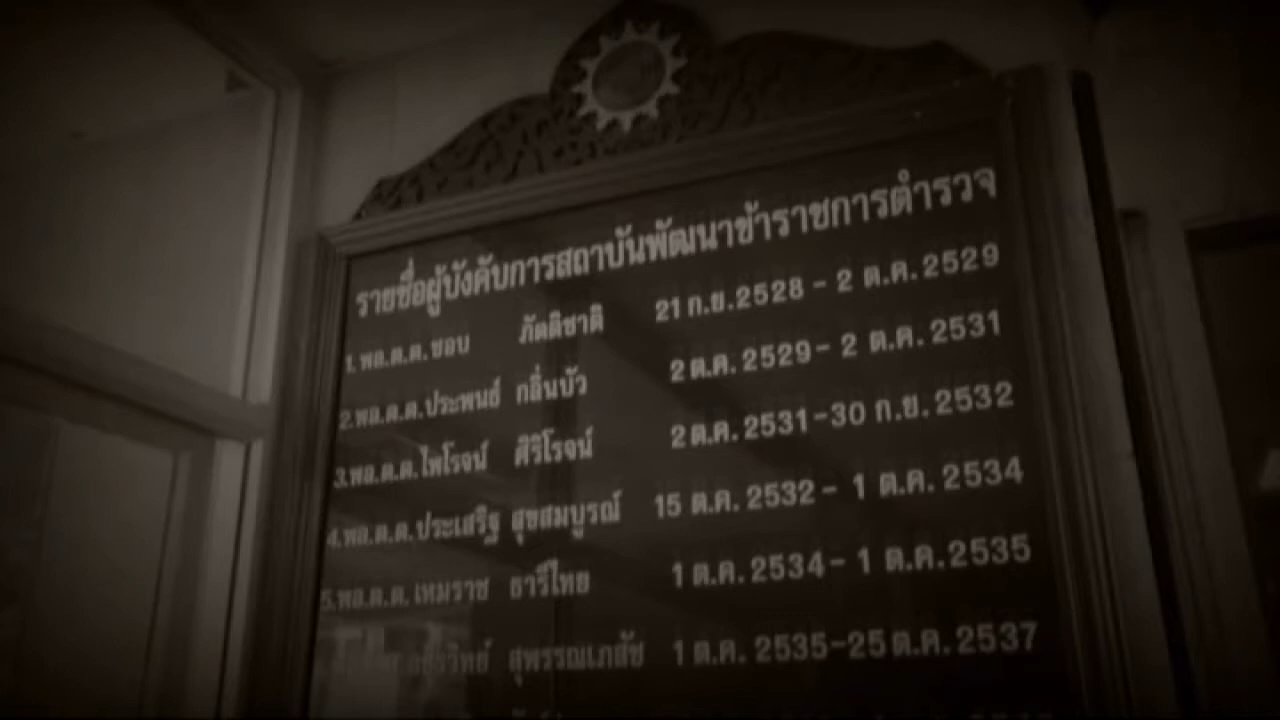 รายชื่อผู้บังคับการสถาบันพัฒนาข้าราชการตำรวจ
1. พล.ต.ต. ชอบ ภัตติชาติ 21 ก.ย. 2528 - 2 ต.ค. 2529
2. พล.ต.ต. ประพนธ์ กลิ่นบัว 2 ต.ค. 2529 - 2 ต.ค. 2531
3. พล.ต.ต. ไพโรจน์ ศิริโรจน์ 2 ต.ค. 2531 - 30 ก.ย. 2532
4. พล.ต.ต. ประเสริฐ สุขสมบูรณ์ 15 ต.ค. 2532 - 1 ต.ค. 2534
5. พล.ต.ต. เหมราช ธารีไทย 1 ต.ค. 2534 - 1 ต.ค. 2535
สุพรรณเภสัช 1 ต.ค. 2535 - 25 ต.ค. 2537